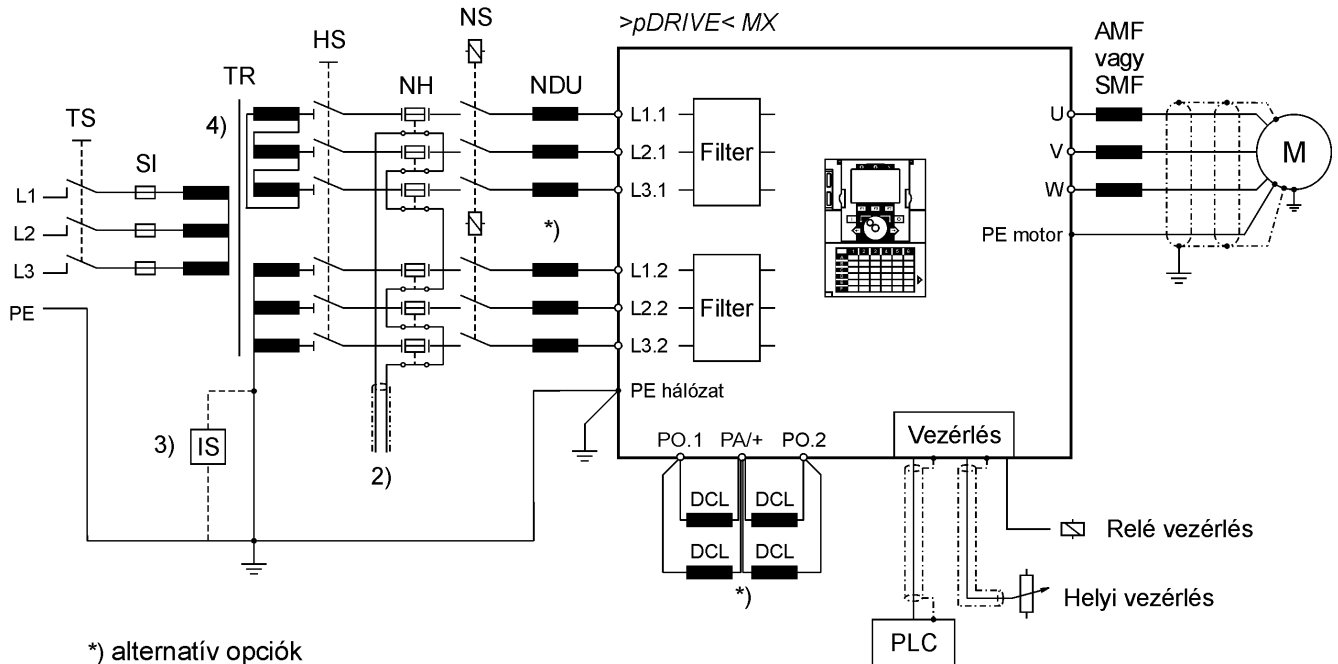 >pDRIVE< MX
TS
SI
TR
4)
HS
NH
NS
NDU
*)
AMF
vagy
SMF
L1
L2
L3
PE
L1.1
L2.1
L3.1
Filter
L1.2
L2.2
L3.2
Filter
PE hálózat
U
V
W
PE motor
M
3)
IS
2)
PO.1
PA/+
PO.2
DCL
DCL
DCL
DCL
*)
Vezérlés
Relé vezérlés
Helyi vezérlés
PLC
*) alternatív opciók